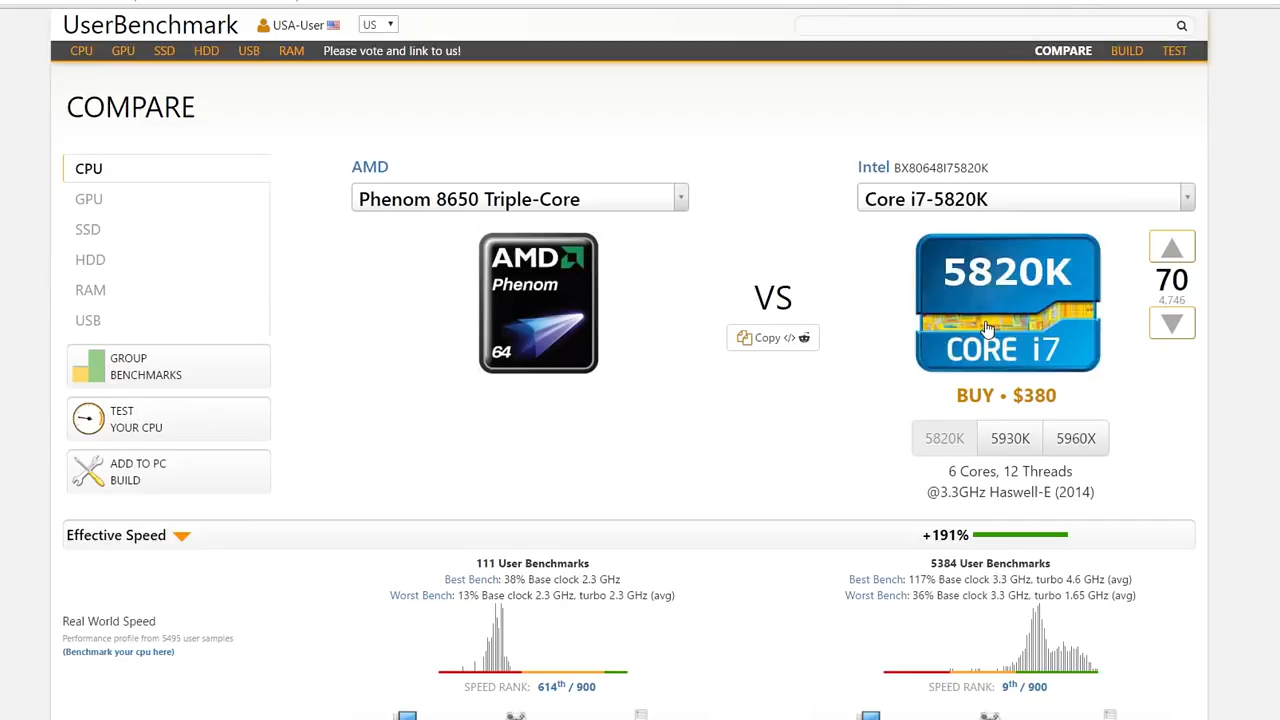 UserBenchmark USA-User US
CPU GPU SSD HDD USB RAM Please vote and link to us! COMPARE BUILD TEST
COMPARE
CPU
GPU
SSD
HDD
RAM
USB
GROUP
BENCHMARKS
TEST
YOUR CPU
ADD TO PC
BUILD
AMD
Phenom 8650 Triple-Core
AMD
Phenom
64
VS
Copy </>
Intel BX80648I75820K
Core i7-5820K
5820K
CORE i7
70
4,746
BUY • $380
5820K 5930K 5960X
6 Cores, 12 Threads
@3.3GHz Haswell-E (2014)
Effective Speed +191%
Real World Speed
Performance profile from 5495 user samples
(Benchmark your cpu here)
111 User Benchmarks
Best Bench: 38% Base clock 2.3 GHz
Worst Bench: 13% Base clock 2.3 GHz, turbo 2.3 GHz (avg)
SPEED RANK: 614th / 900
5384 User Benchmarks
Best Bench: 117% Base clock 3.3 GHz, turbo 4.6 GHz (avg)
Worst Bench: 36% Base clock 3.3 GHz, turbo 1.65 GHz (avg)
SPEED RANK: 9th / 900